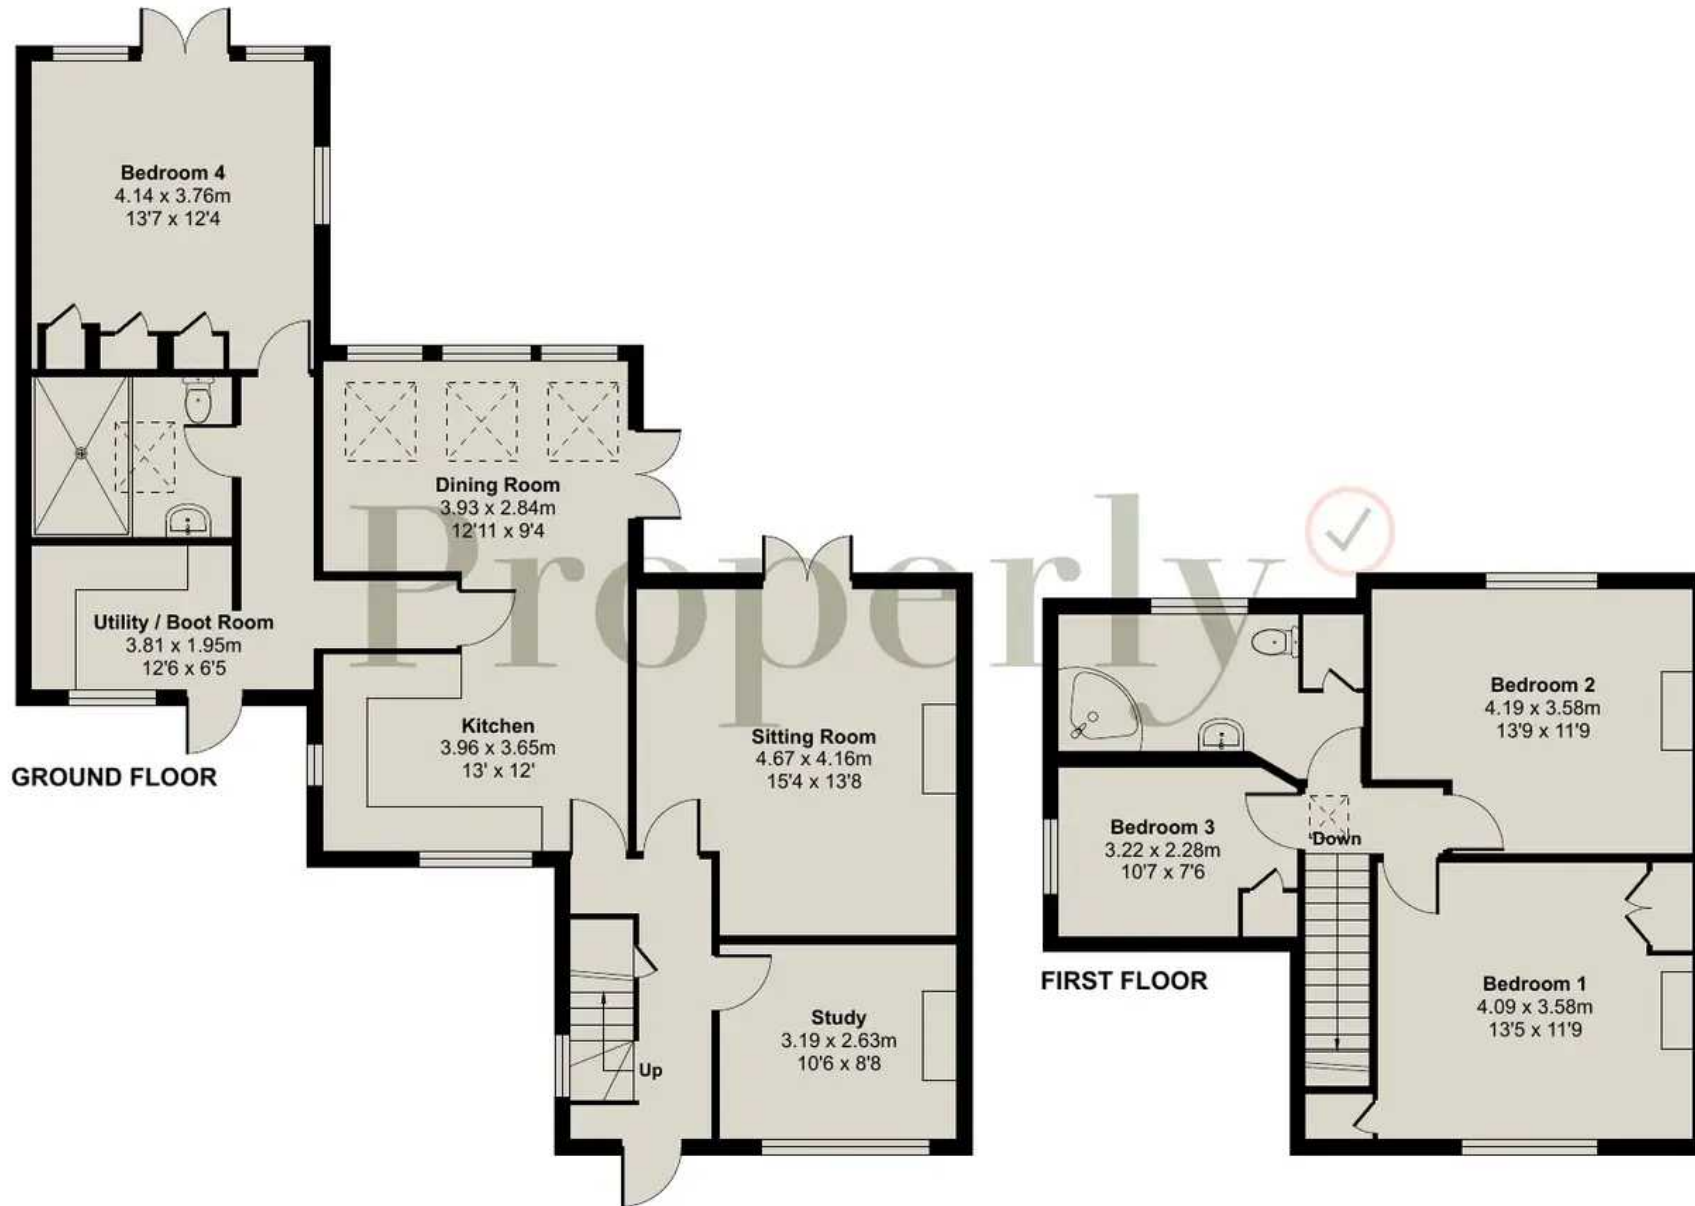 Bedroom 4
4.14 x 3.76m
13'7 x 12'4
Dining Room
3.93 x 2.84m
12'11 x 9'4
Properly
Utility / Boot Room
3.81 x 1.95m
12'6 x 6'5
Kitchen
3.96 x 3.65m
13' x 12'
Sitting Room
4.67 x 4.16m
15'4 x 13'8
GROUND FLOOR
Study
3.19 x 2.63m
10'6 x 8'8
Up
Bedroom 2
4.19 x 3.58m
13'9 x 11'9
Bedroom 3
3.22 x 2.28m
10'7 x 7'6
Down
FIRST FLOOR
Bedroom 1
4.09 x 3.58m
13'5 x 11'9